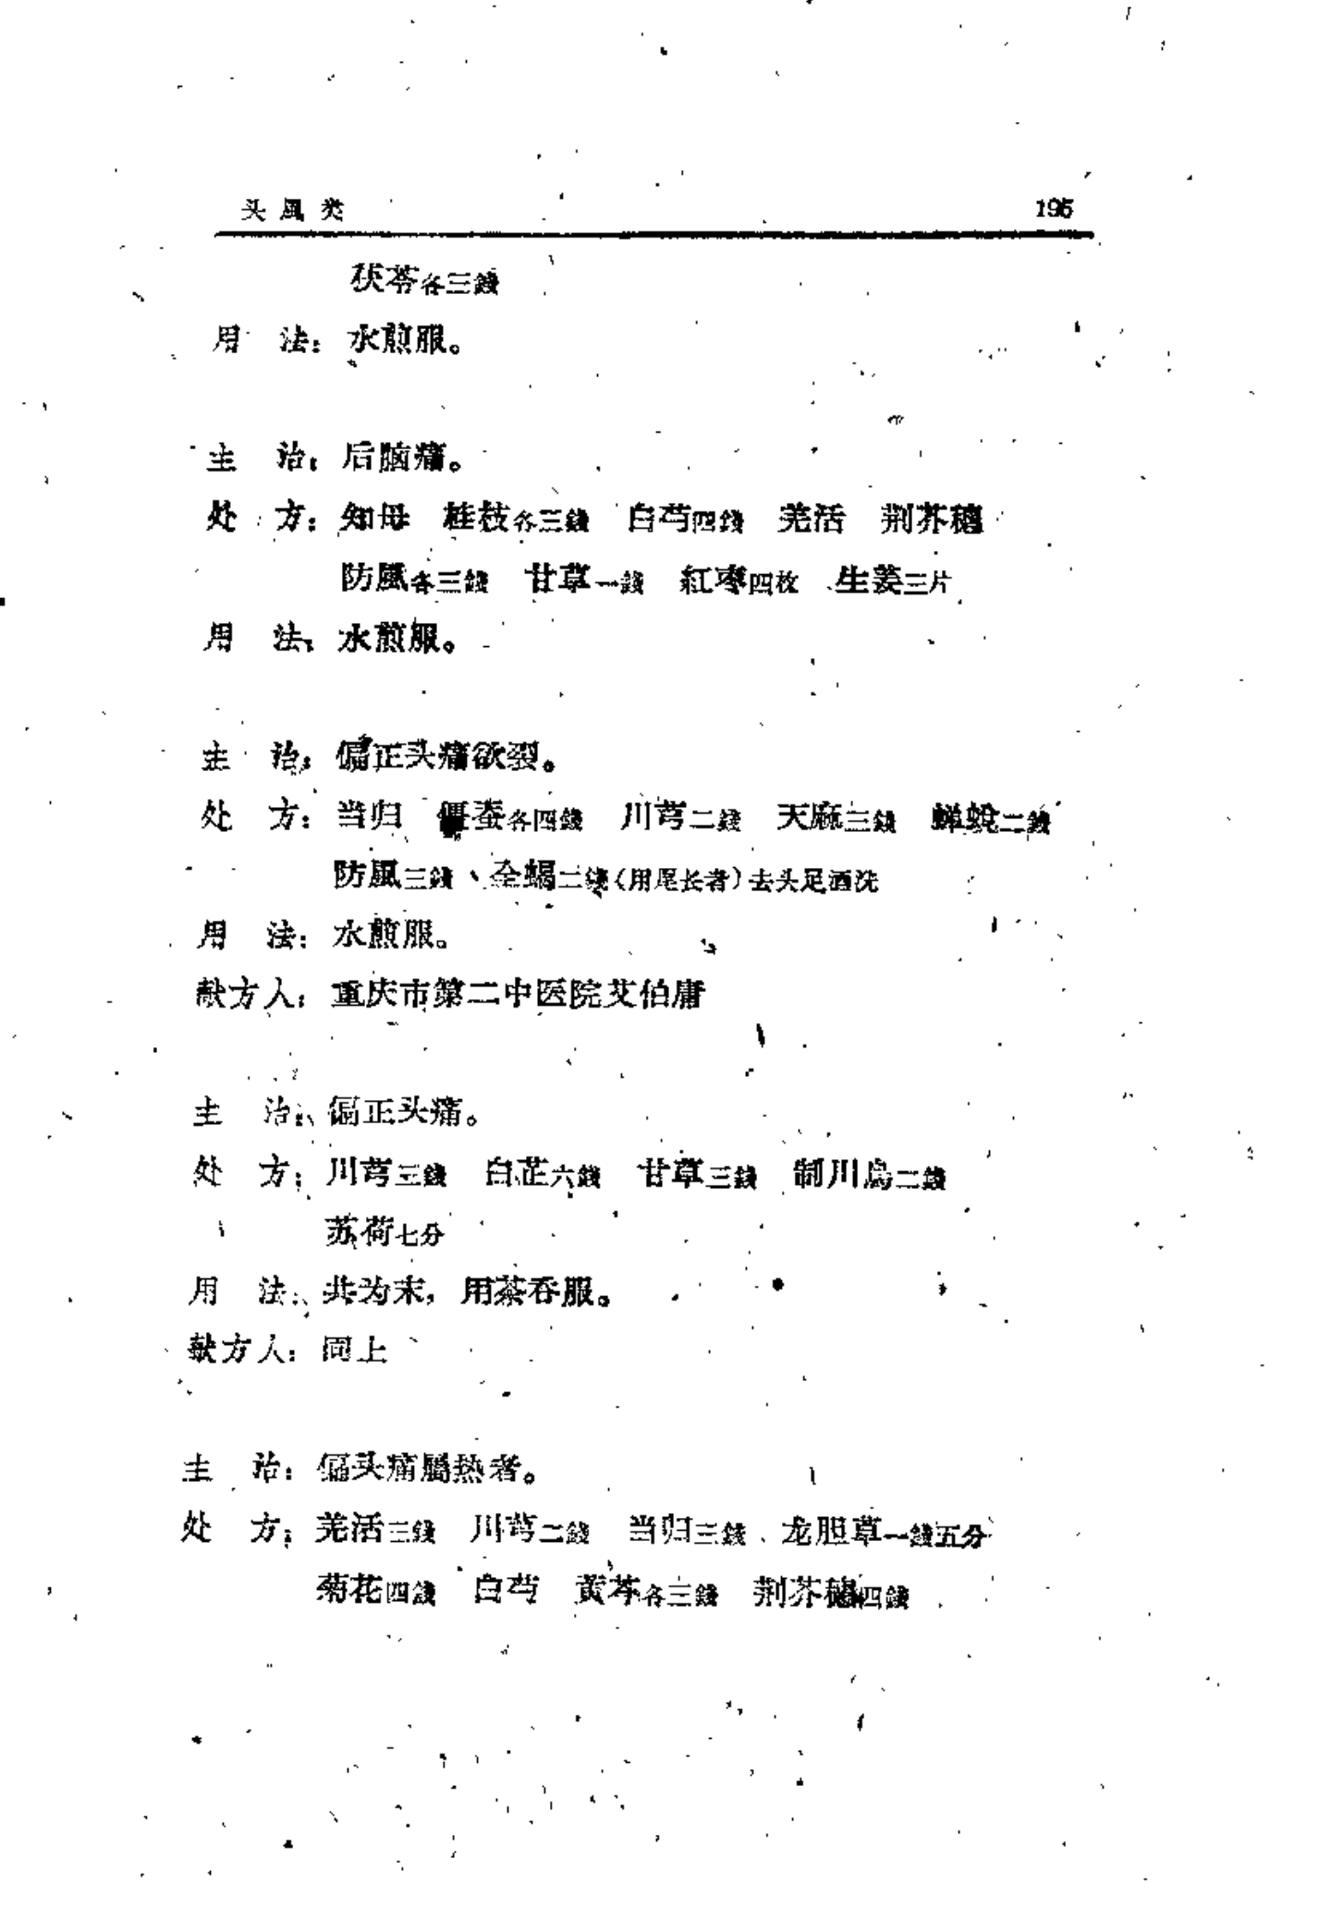 头風类 195
茯苓各三錢
用 法：水煎服。
主 治：后脑痛。
处 方：知母 桂枝各三錢 白芍四錢 羌活 荆芥穗
防風各三錢 甘草一錢 紅枣四枚 生姜三片
用 法：水煎服。
主 治：偏正头痛欲裂。
处 方：当归 僵蚕各四錢 川芎二錢 天麻三錢 蝉蛻二錢
防風三錢、全蝎二錢（用尾长者）去头足酒洗
用 法：水煎服。
献方人：重庆市第二中医院艾伯庸
主 治：偏正头痛。
处 方：川芎三錢 白芷六錢 甘草三錢 制川烏二錢
苏荷七分
用 法：共为末，用茶吞服。
献方人：同上
主 治：偏头痛屬热者。
处 方：羌活三錢 川芎二錢 当归三錢 龙胆草一錢五分
菊花四錢 白芍 黄芩各三錢 荆芥穗四錢